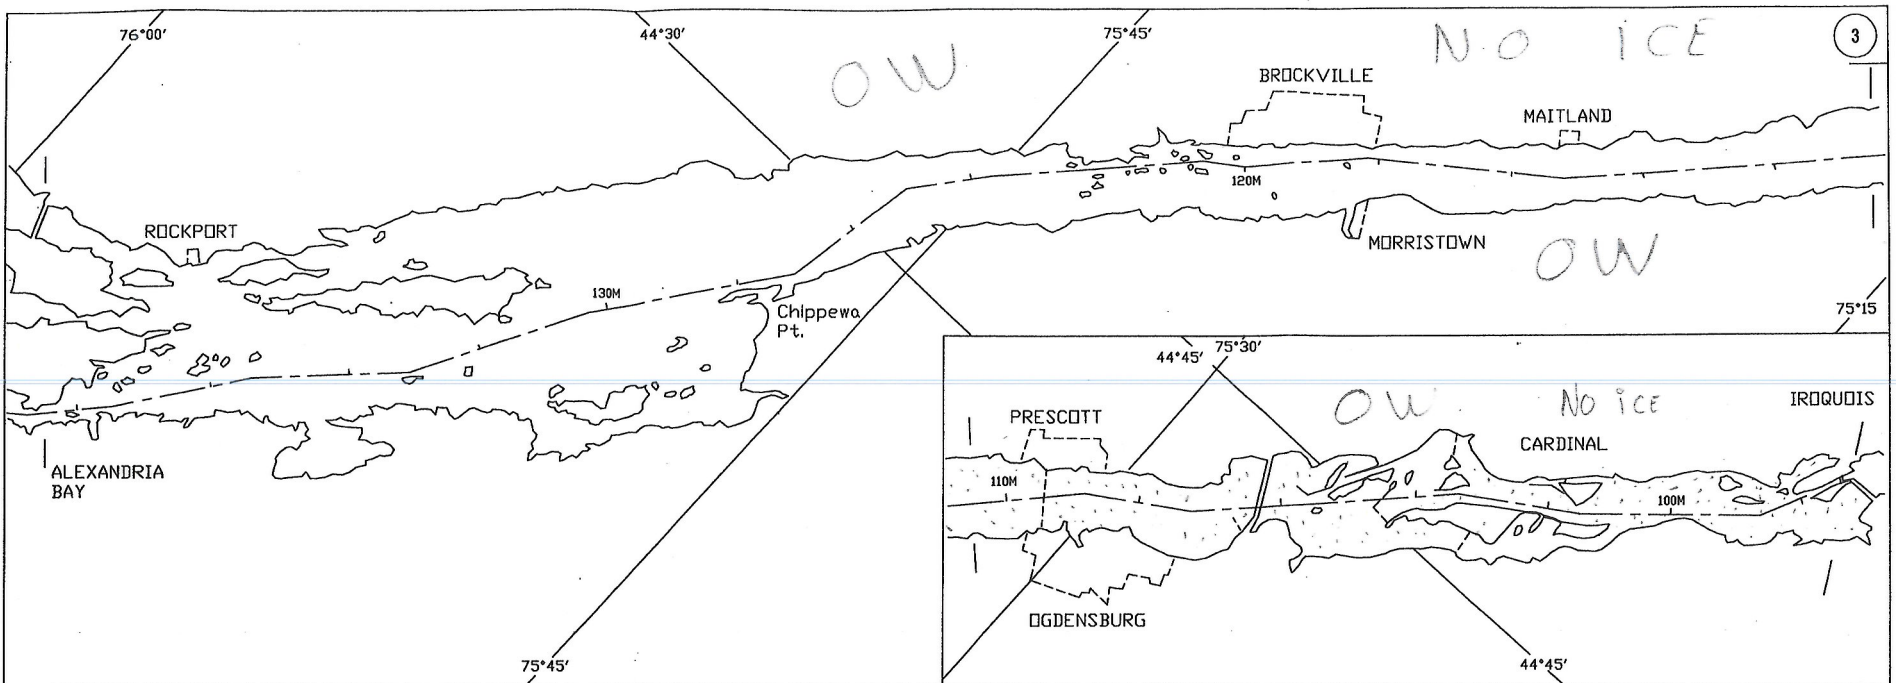 76°00′
44°30′
75°45′
NO ICE
3
OW
BROCKVILLE
MAITLAND
120M
ROCKPORT
MORRISTOWN
OW
130M
Chippewa
Pt.
75°15
44°45′
75°30′
OW
NO ICE
IROQUOIS
PRESCOTT
CARDINAL
ALEXANDRIA
BAY
110M
100M
OGDENSBURG
75°45′
44°45′